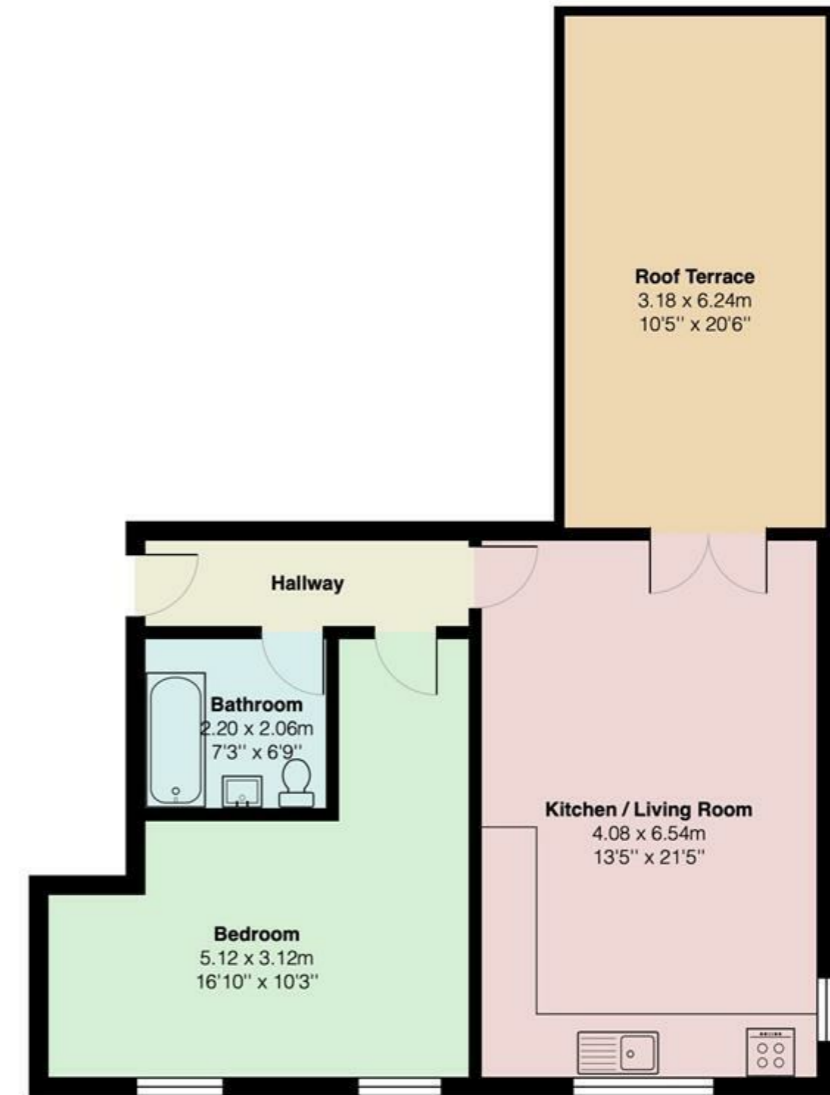 Roof Terrace
3.18 x 6.24m
10'5'' x 20'6''
Hallway
Bathroom
2.20 x 2.06m
7'3'' x 6'9''
Kitchen / Living Room
4.08 x 6.54m
13'5'' x 21'5''
Bedroom
5.12 x 3.12m
16'10'' x 10'3''